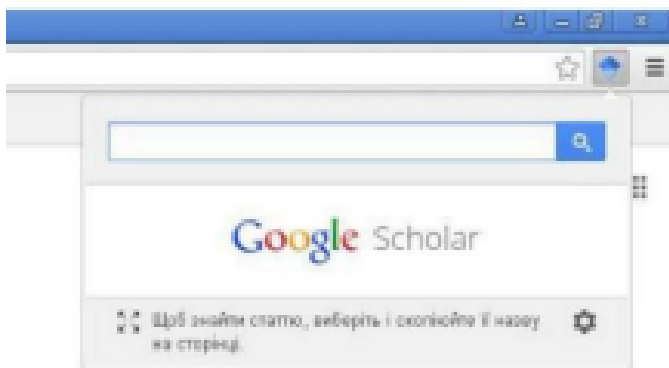 Google Scholar
Щоб знайти статтю, виберіть і скопіюйте її назву
на сторінці.